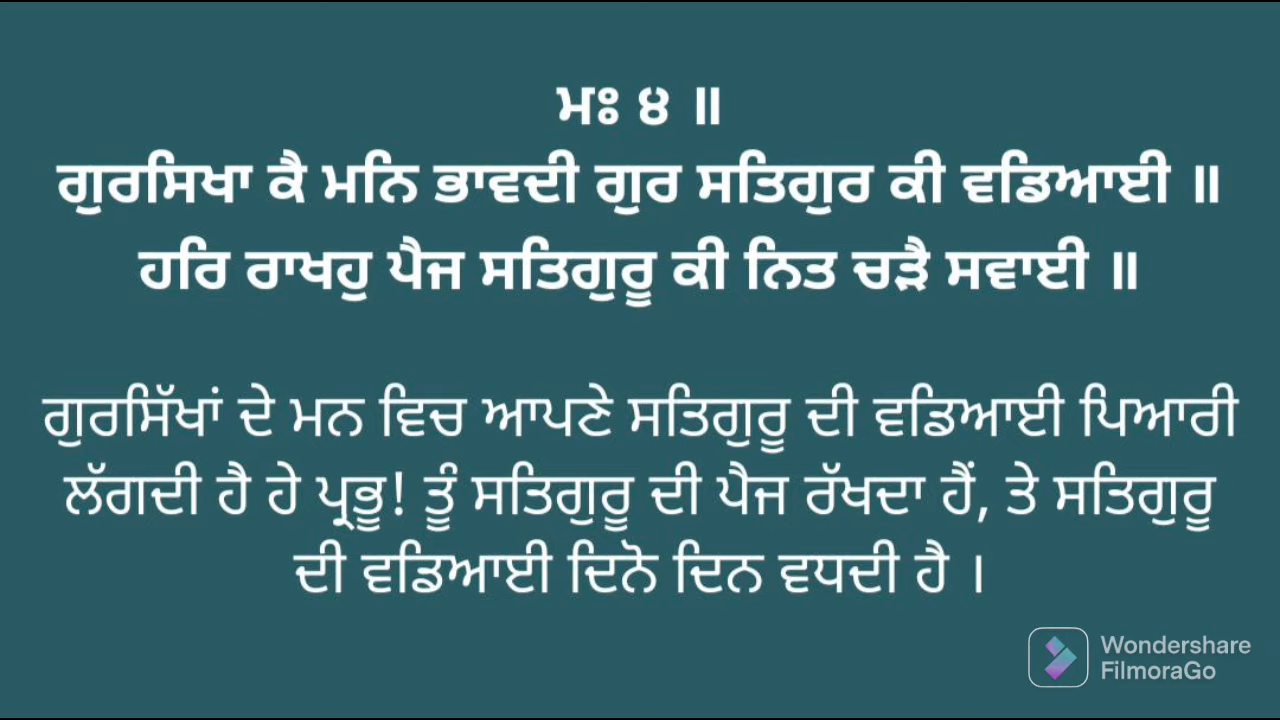 ਮਃ ੪ ॥
ਗੁਰਸਿਖਾ ਕੈ ਮਨਿ ਭਾਵਦੀ ਗੁਰ ਸਤਿਗੁਰ ਕੀ ਵਡਿਆਈ ॥
ਹਰਿ ਰਾਖਹੁ ਪੈਜ ਸਤਿਗੁਰੂ ਕੀ ਨਿਤ ਚੜੈ ਸਵਾਈ ॥
ਗੁਰਸਿੱਖਾਂ ਦੇ ਮਨ ਵਿਚ ਆਪਣੇ ਸਤਿਗੁਰੂ ਦੀ ਵਡਿਆਈ ਪਿਆਰੀ
ਲੱਗਦੀ ਹੈ ਹੇ ਪ੍ਰਭੂ! ਤੂੰ ਸਤਿਗੁਰੂ ਦੀ ਪੈਜ ਰੱਖਦਾ ਹੈਂ, ਤੇ ਸਤਿਗੁਰੂ
ਦੀ ਵਡਿਆਈ ਦਿਨੋ ਦਿਨ ਵਧਦੀ ਹੈ ।
Wondershare
FilmoraGo